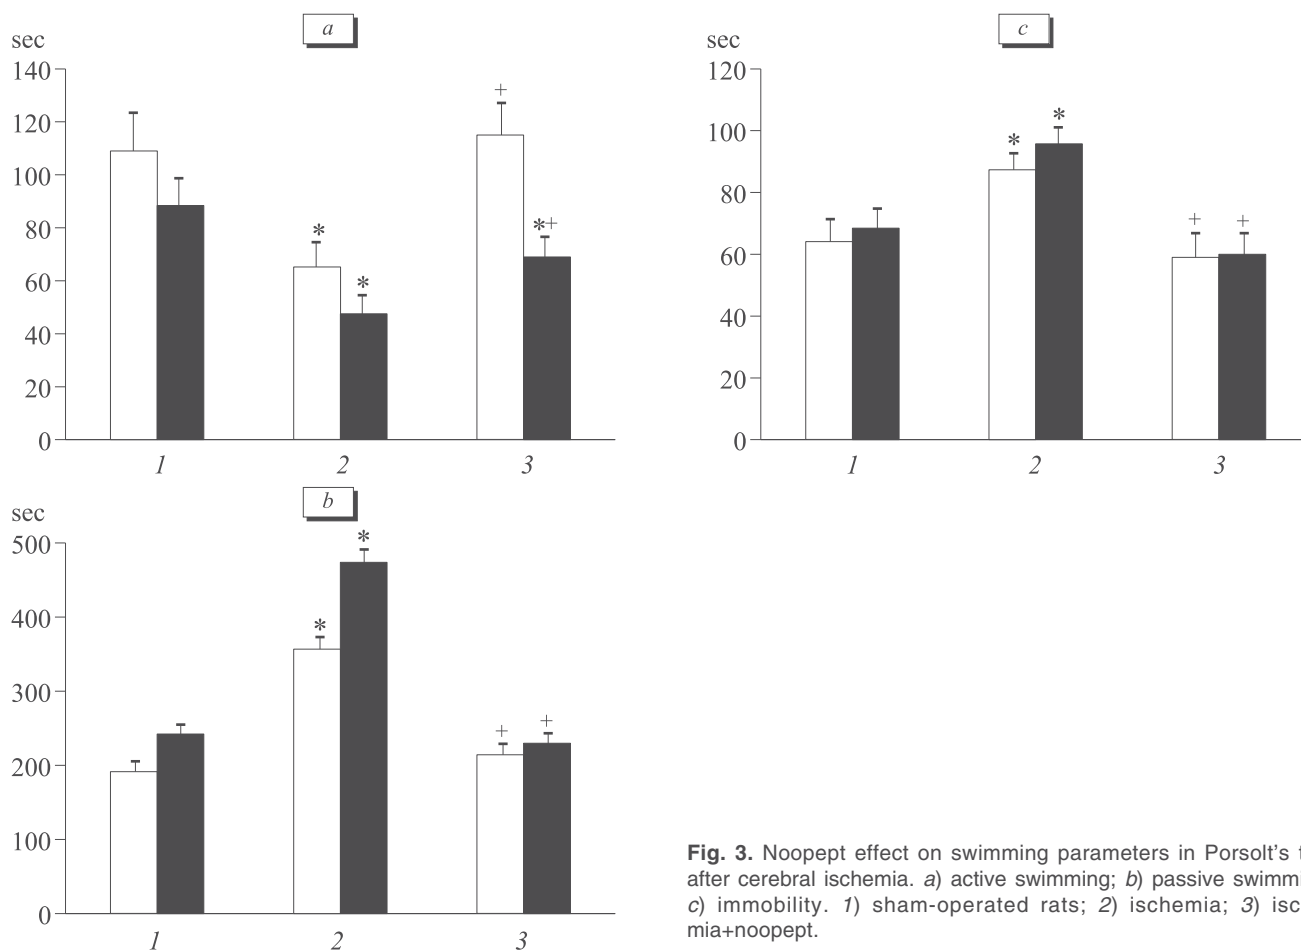 a
sec
140
120
100
80
60
40
20
0
+
*
*
*+
1 2 3
c
sec
120
100
80
60
40
20
0
*
*
+ +
1 2 3
b
sec
500
400
300
200
100
0
*
*
+
+
1 2 3
Fig. 3. Noopept effect on swimming parameters in Porsolt's
after cerebral ischemia. a) active swimming; b) passive
c) immobility. 1) sham-operated rats; 2) ischemia; 3) isc
mia+noopept.